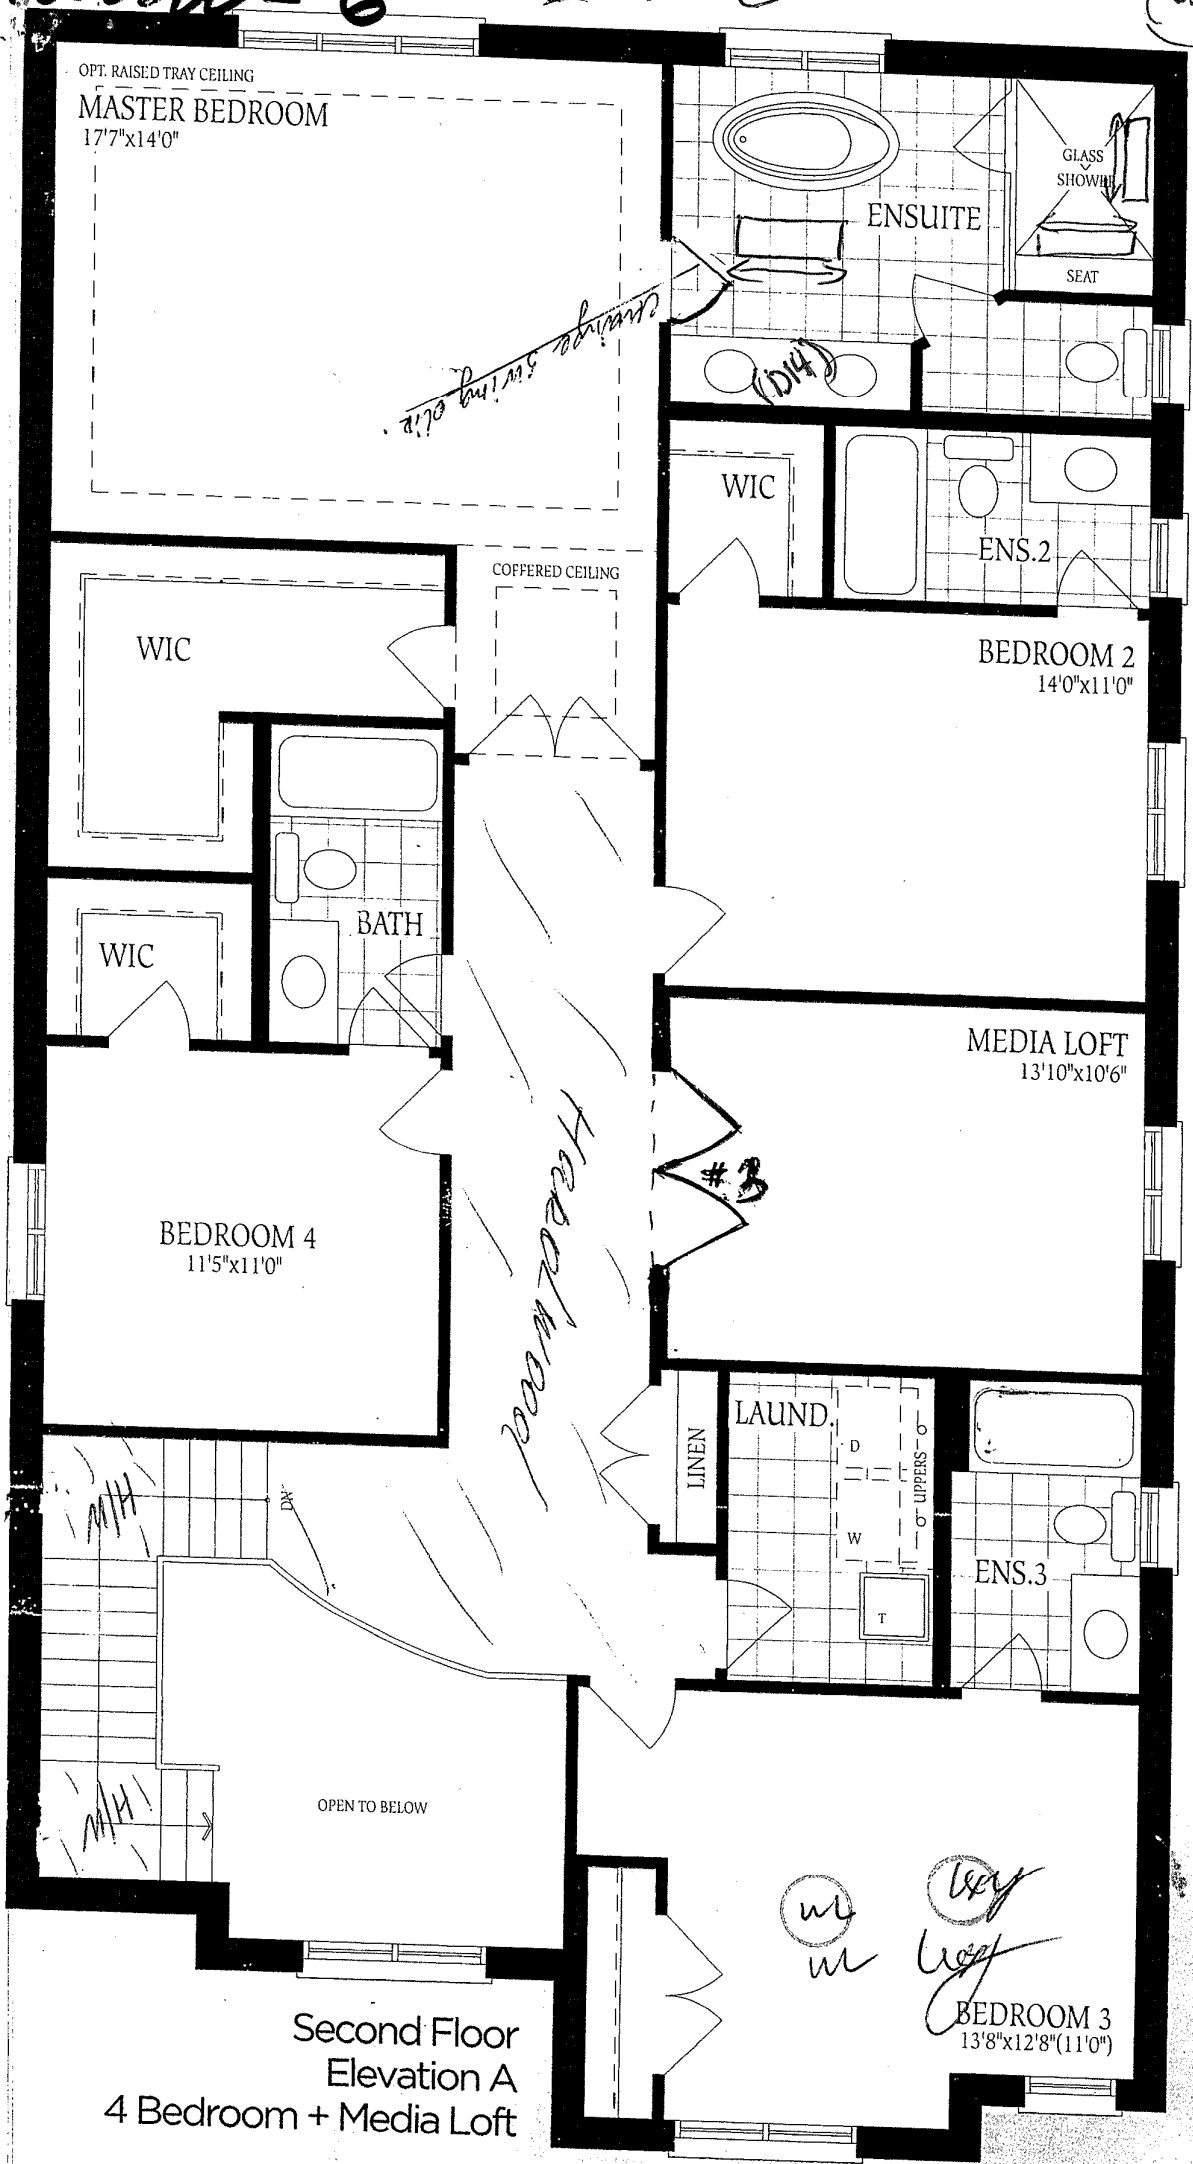 6
OPT. RAISED TRAY CEILING
MASTER BEDROOM
17'7"x14'0"
GLASS
SHOWER
ENSUITE
SEAT
change swing dir.
(D14)
WIC
ENS.2
COFFERED CEILING
WIC
BEDROOM 2
14'0"x11'0"
BATH
WIC
MEDIA LOFT
13'10"x10'6"
Hardwood
#3
BEDROOM 4
11'5"x11'0"
LAUND.
LINEN
D
UPPERS
W
M/H
DN
ENS.3
T
M/H
OPEN TO BELOW
BEDROOM 3
13'8"x12'8"(11'0")
Second Floor
Elevation A
4 Bedroom + Media Loft